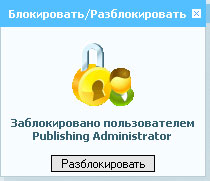 Блокировать/Разблокировать
Заблокировано пользователем
Publishing Administrator
Разблокировать